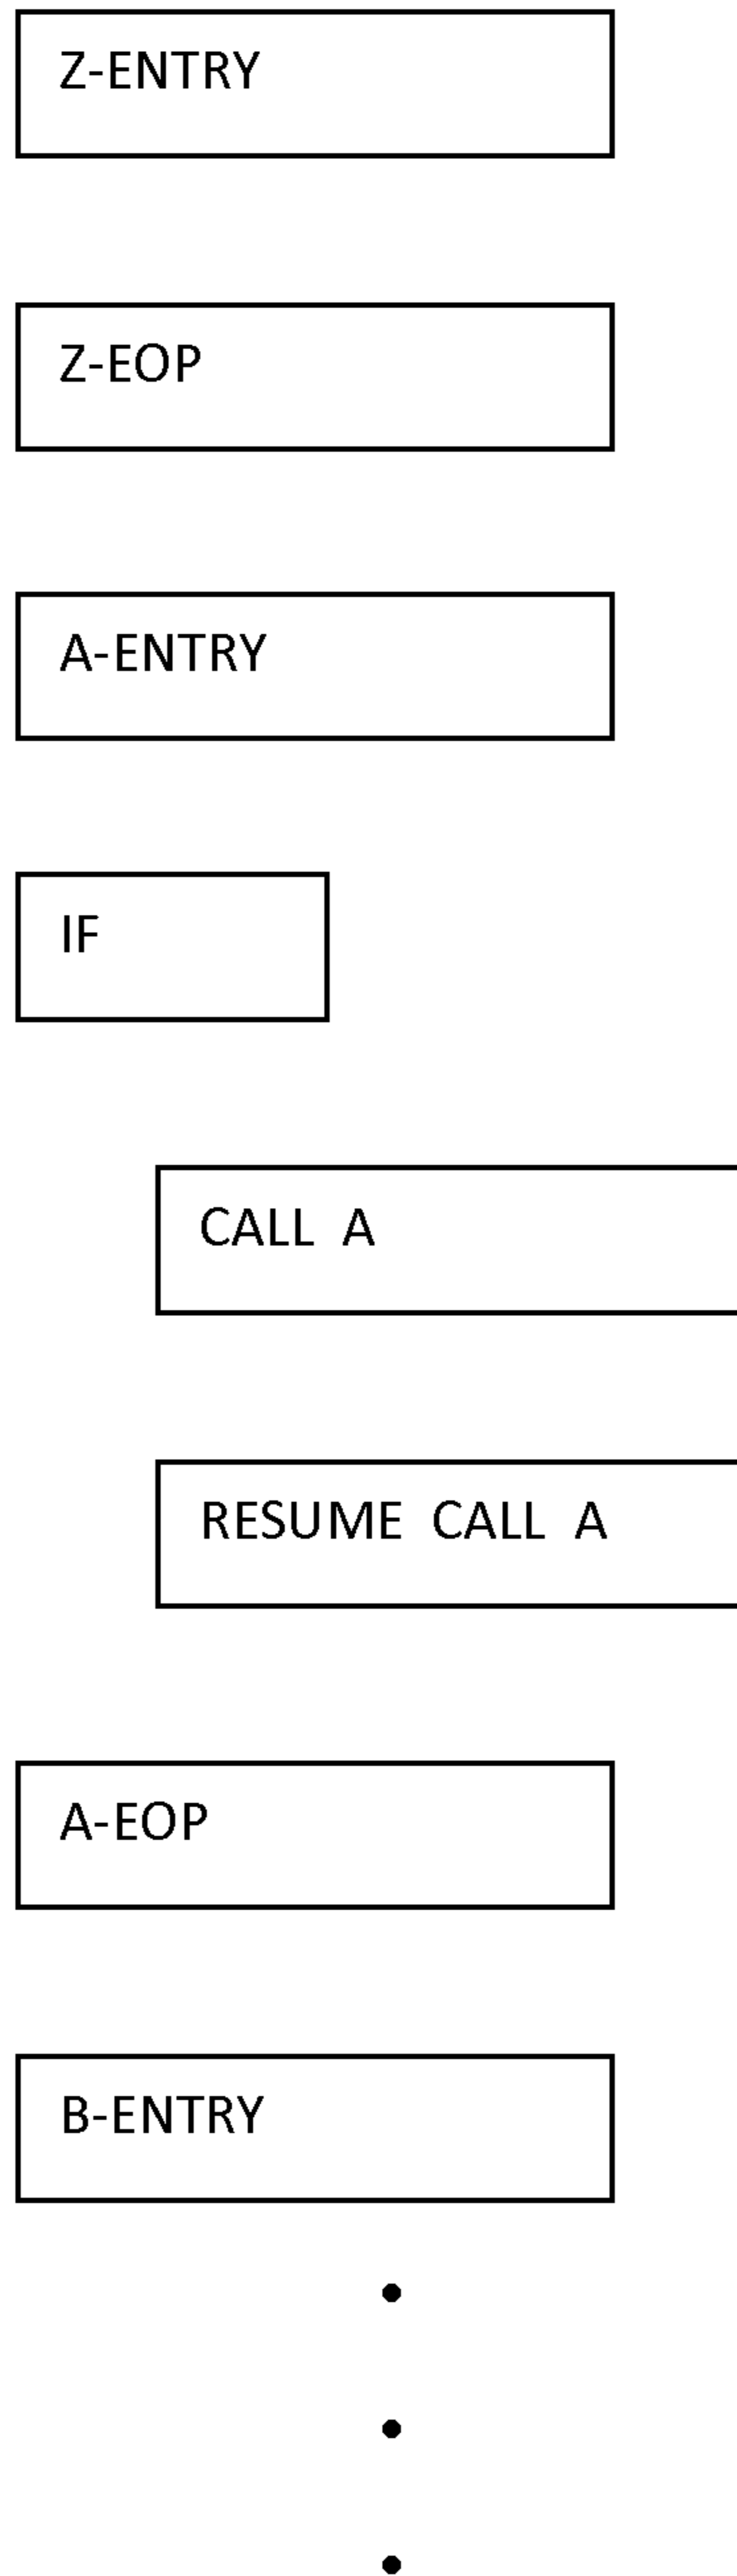 Z-ENTRY
Z-EOP
A-ENTRY
IF
CALL A
RESUME CALL A
A-EOP
B-ENTRY